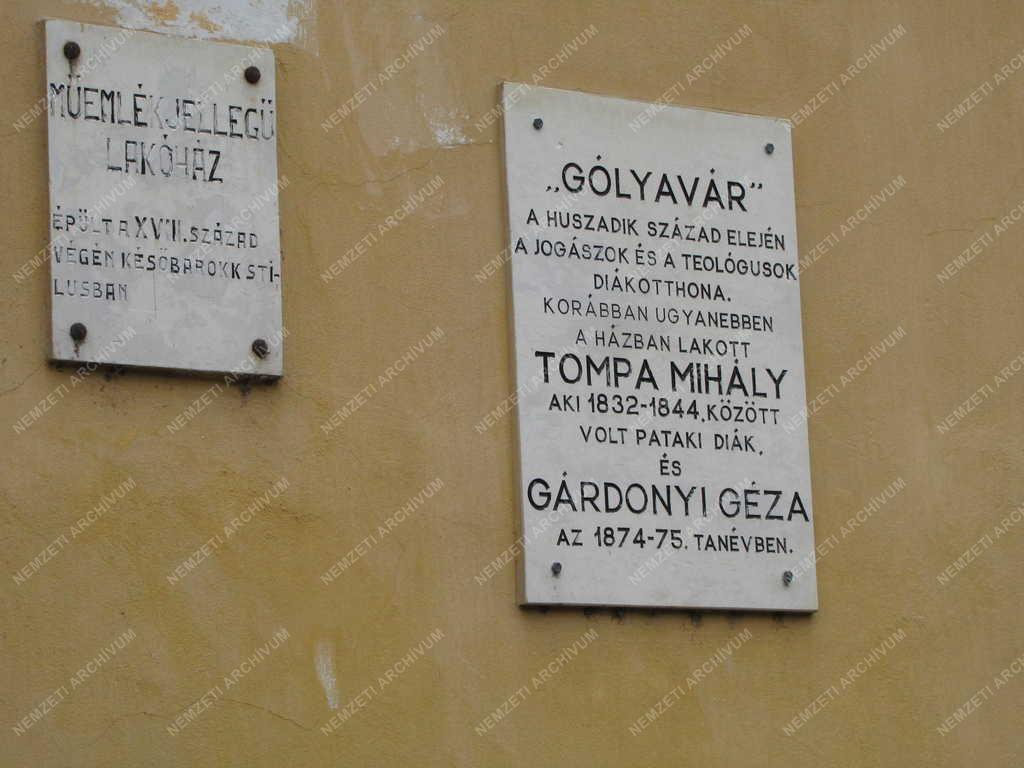 MŰEMLÉKJELLEGŰ
LAKÓHÁZ
ÉPÜLT A XVIII. SZÁZAD
VÉGÉN KÉSŐBAROKK STÍ-
LUSBAN
„GÓLYAVÁR”
A HUSZADIK SZÁZAD ELEJÉN
A JOGÁSZOK ÉS A TEOLÓGUSOK
DIÁKOTTHONA.
KORÁBBAN UGYANEBBEN
A HÁZBAN LAKOTT
TOMPA MIHÁLY
AKI 1832-1844. KÖZÖTT
VOLT PATAKI DIÁK,
ÉS
GÁRDONYI GÉZA
AZ 1874-75. TANÉVBEN.
NEMZETI ARCHÍVUM